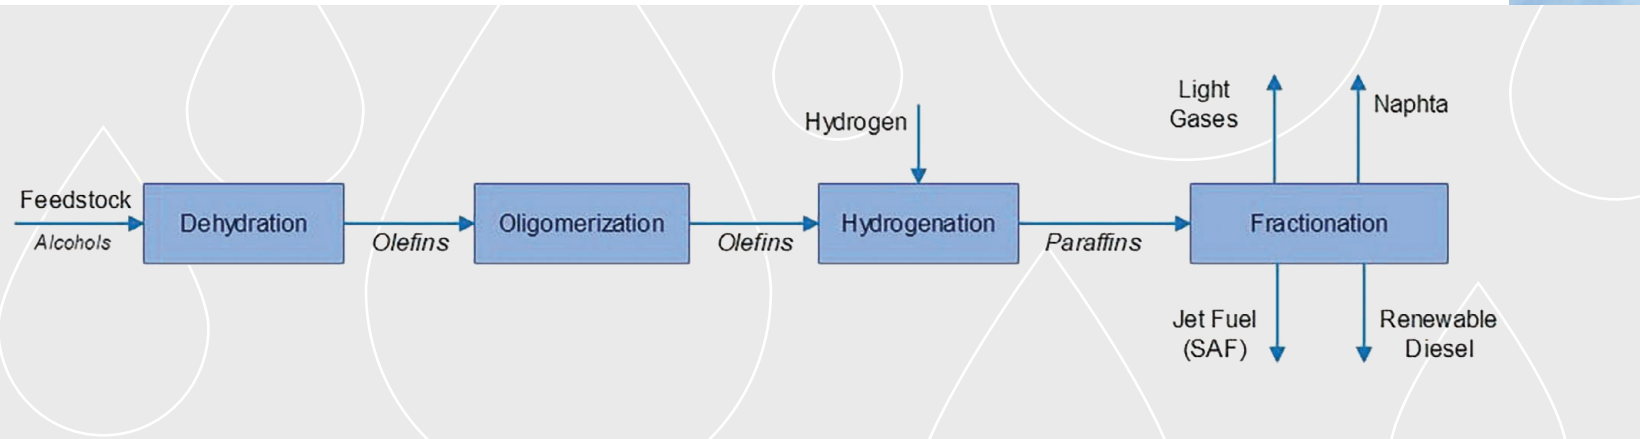 Feedstock
Alcohols
Dehydration
Olefins
Oligomerization
Olefins
Hydrogen
Hydrogenation
Paraffins
Fractionation
Light
Gases
Naphta
Jet Fuel
(SAF)
Renewable
Diesel